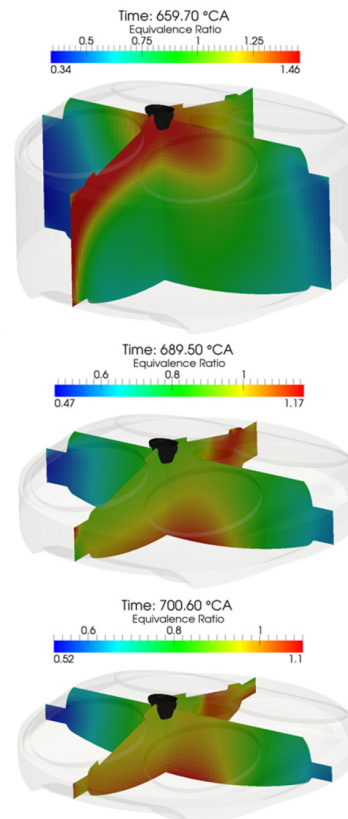 Time: 659.70 °CA
Equivalence Ratio
0.5 0.75 1 1.25
0.34 1.46
Time: 689.50 °CA
Equivalence Ratio
0.6 0.8 1
0.47 1.17
Time: 700.60 °CA
Equivalence Ratio
0.6 0.8 1
0.52 1.1